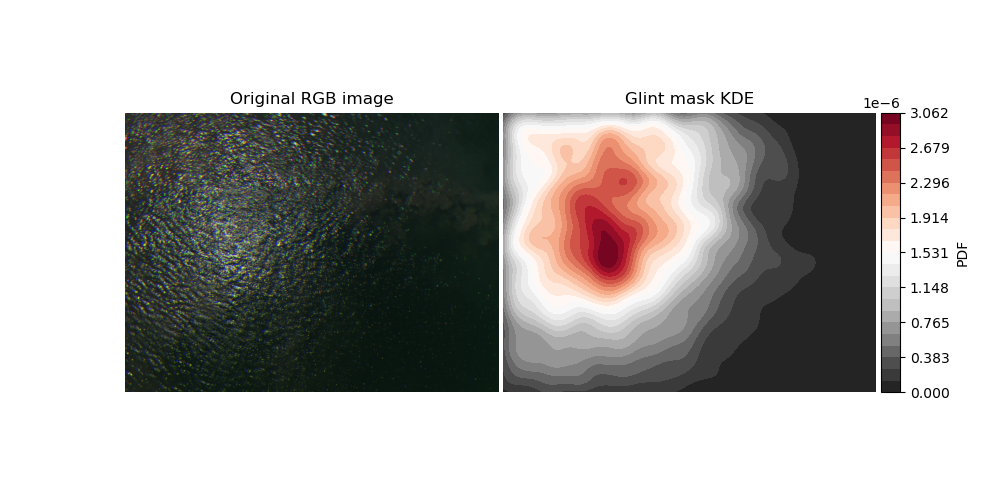 Original RGB image
Glint mask KDE
1e−6
3.062
2.679
2.296
1.914
1.531
1.148
0.765
0.383
0.000
PDF